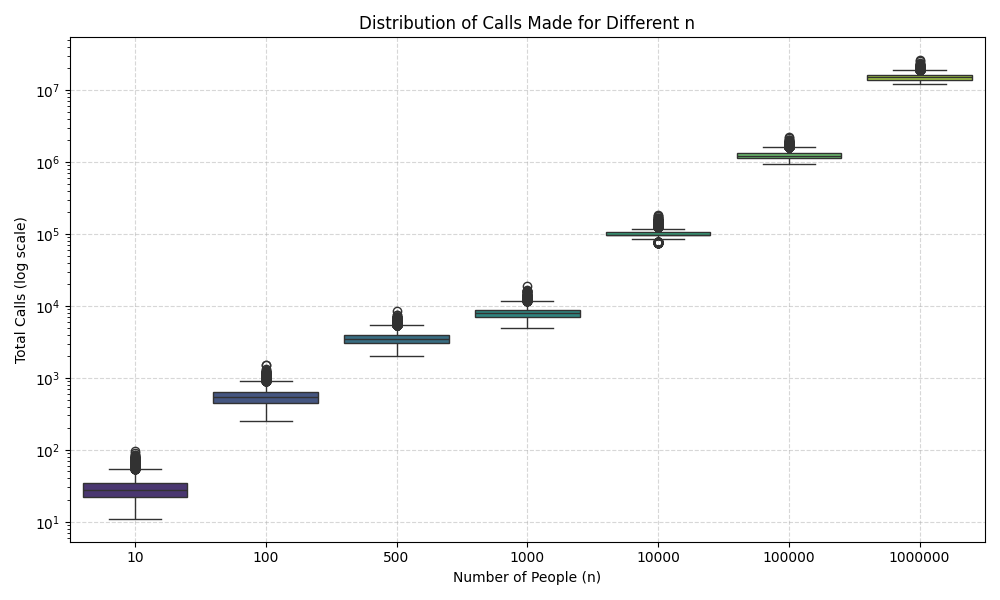 Distribution of Calls Made for Different n
Total Calls (log scale)
10⁷
10⁶
10⁵
10⁴
10³
10²
10¹
10 100 500 1000 10000 100000 1000000
Number of People (n)